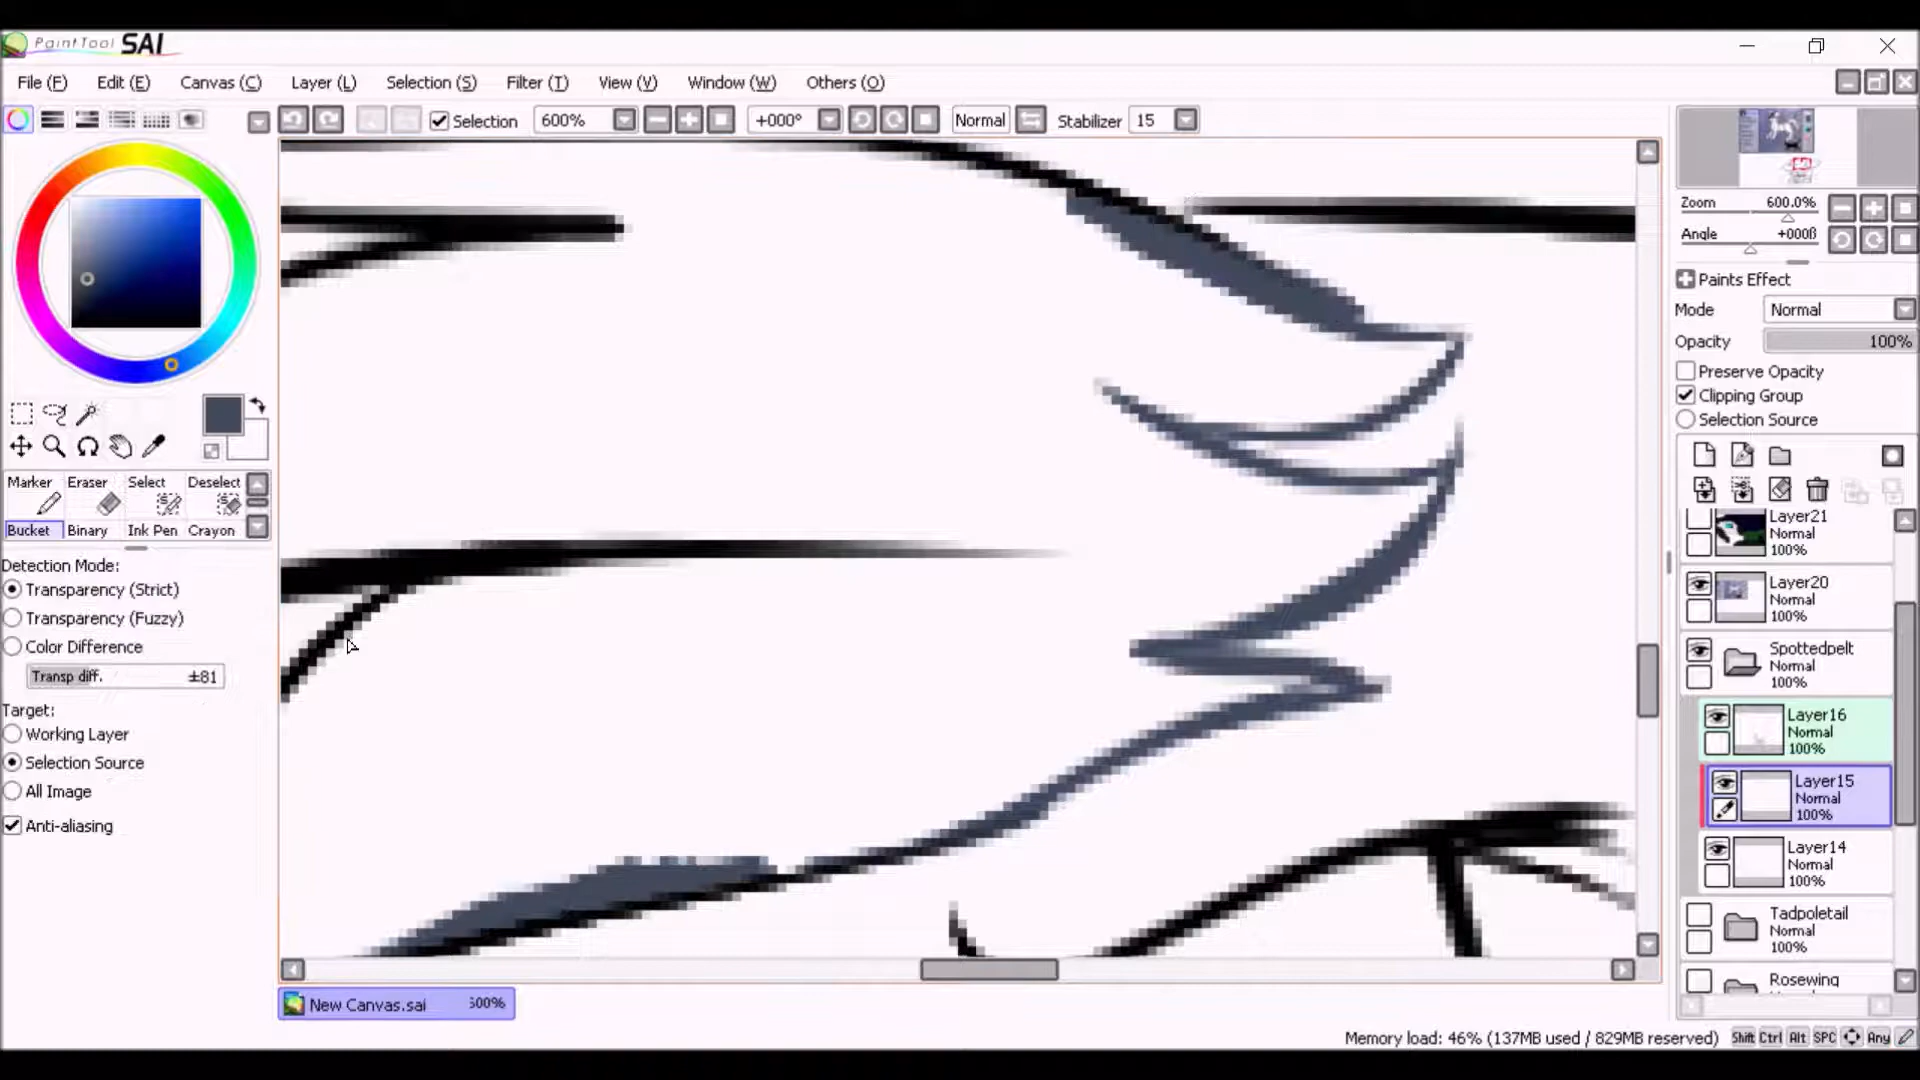 PaintTool SAI
File (F) Edit (E) Canvas (C) Layer (L) Selection (S) Filter (T) View (V) Window (W) Others (O)
Selection 600% +000° Normal Stabilizer 15
Zoom 600.0%
Angle +000ß
Paints Effect
Mode Normal
Opacity 100%
Preserve Opacity
Clipping Group
Selection Source
Marker Eraser Select Deselect
Bucket Binary Ink Pen Crayon
Detection Mode:
Transparency (Strict)
Transparency (Fuzzy)
Color Difference
Transp diff. ±81
Target:
Working Layer
Selection Source
All Image
Anti-aliasing
Layer21
Normal
100%
Layer20
Normal
100%
Spottedpelt
Normal
100%
Layer16
Normal
100%
Layer15
Normal
100%
Layer14
Normal
100%
Tadpoletail
Normal
100%
Rosewing
New Canvas.sai 600%
Memory load: 46% (137MB used / 829MB reserved) Shift Ctrl Alt SPC Any